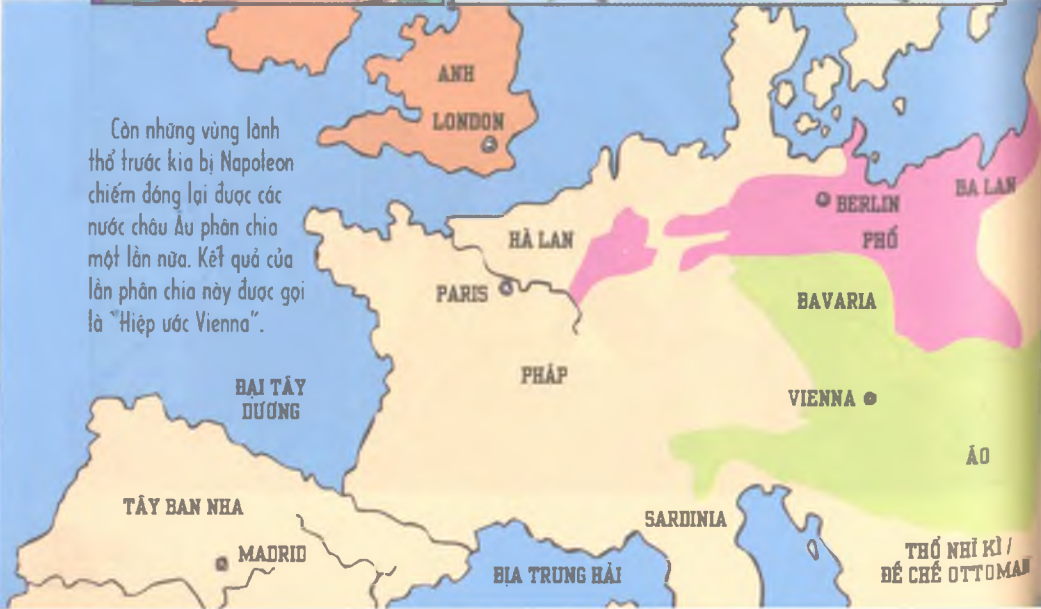 ANH
LONDON
Còn những vùng lãnh
thổ trước kia bị Napoleon
chiếm đóng lại được các
nước châu Âu phân chia
một lần nữa. Kết quả của
lần phân chia này được gọi
là "Hiệp ước Vienna".
BA LAN
BERLIN
PHỔ
HÀ LAN
PARIS
BAVARIA
PHÁP
ĐẠI TÂY
DƯƠNG
VIENNA
ÁO
TÂY BAN NHA
SARDINIA
MADRID
ĐỊA TRUNG HẢI
THỔ NHĨ KÌ /
ĐẾ CHẾ OTTOMAN